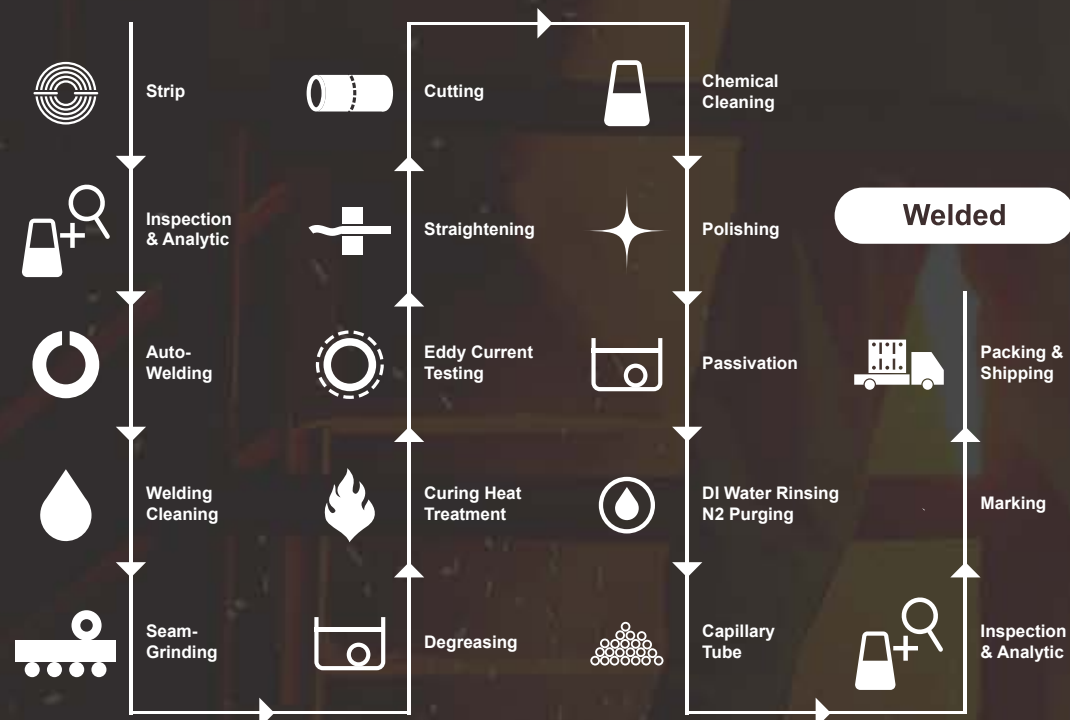 Strip
Inspection
& Analytic
Auto-
Welding
Welding
Cleaning
Seam-
Grinding
Degreasing
Curing Heat
Treatment
Eddy Current
Testing
Straightening
Cutting
Chemical
Cleaning
Polishing
Passivation
DI Water Rinsing
N2 Purging
Capillary
Tube
Inspection
& Analytic
Marking
Packing &
Shipping
Welded